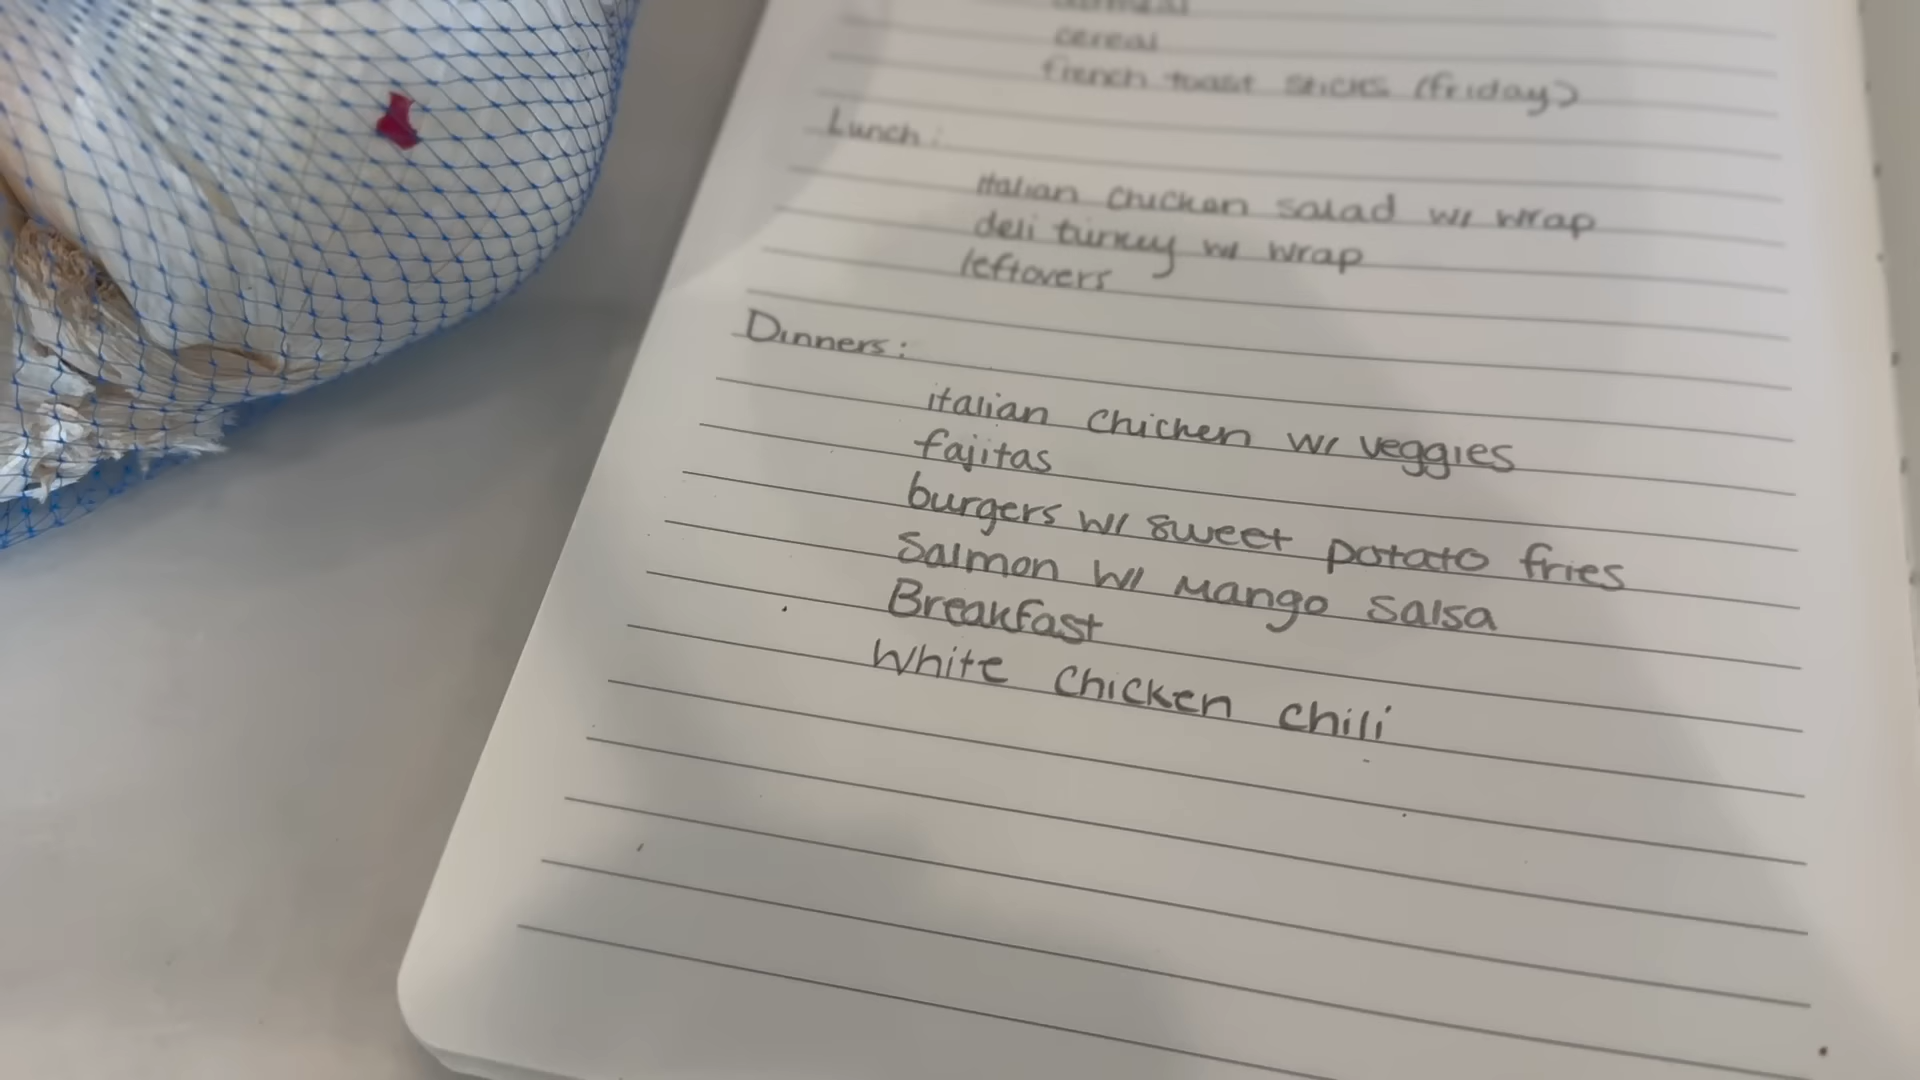 cereal
french toast sticks (friday)
Lunch:
italian chicken salad w/ wrap
deli turkey w/ wrap
leftovers
Dinners:
italian chicken w/ veggies
fajitas
burgers w/ sweet potato fries
Salmon w/ Mango Salsa
Breakfast
White Chicken Chili